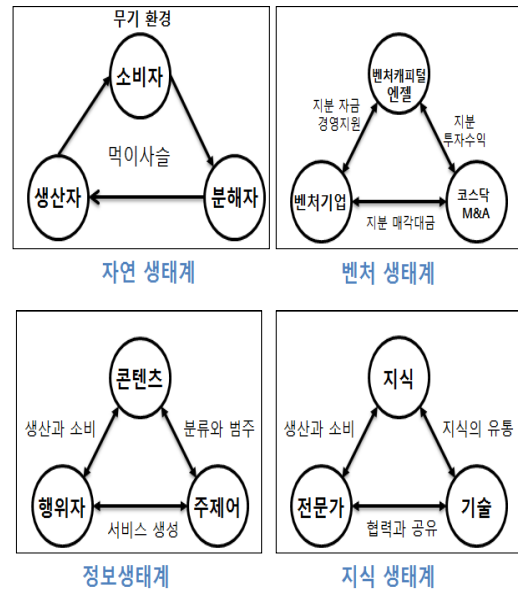 무기 환경
소비자
먹이사슬
생산자
분해자
자연 생태계
벤처캐피털
엔젤
지분 자금
경영지원
지분
투자수익
벤처기업
코스닥
M&A
지분 매각대금
벤처 생태계
콘텐츠
생산과 소비
분류와 범주
행위자
주제어
서비스 생성
정보생태계
지식
생산과 소비
지식의 유통
전문가
기술
협력과 공유
지식 생태계